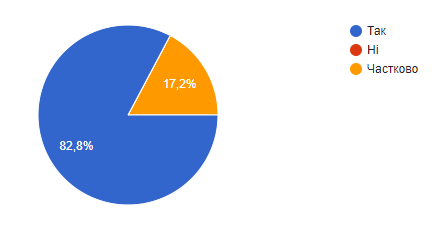 Так
Ні
Частково
17,2%
82,8%